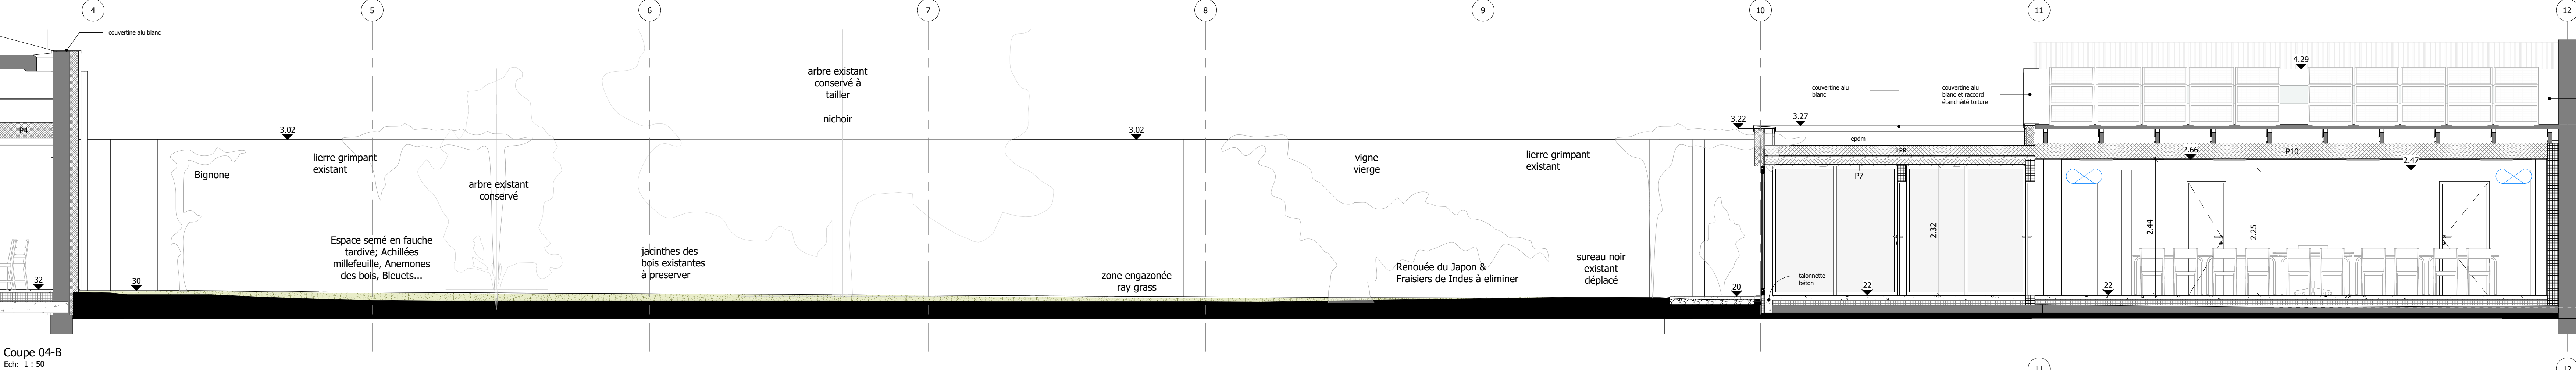 4
5
6
7
8
9
10
11
12
couvertine alu blanc
P4
32
30
3.02
Bignone
lierre grimpant
existant
arbre existant
conservé
Espace semé en fauche
tardive; Achillées
millefeuille, Anemones
des bois, Bleuets...
arbre existant
conservé à
tailler
nichoir
jacinthes des
bois existantes
à preserver
3.02
zone engazonée
ray grass
vigne
vierge
Renouée du Japon &
Fraisiers de Indes à eliminer
lierre grimpant
existant
sureau noir
existant
déplacé
3.22
3.27
20
couvertine alu
blanc
epdm
LRR
P7
2.32
talonnette
béton
22
couvertine alu
blanc et raccord
étanchéité toiture
4.29
2.66
P10
2.47
2.44
2.25
22
Coupe 04-B
Ech: 1 : 50
11
12